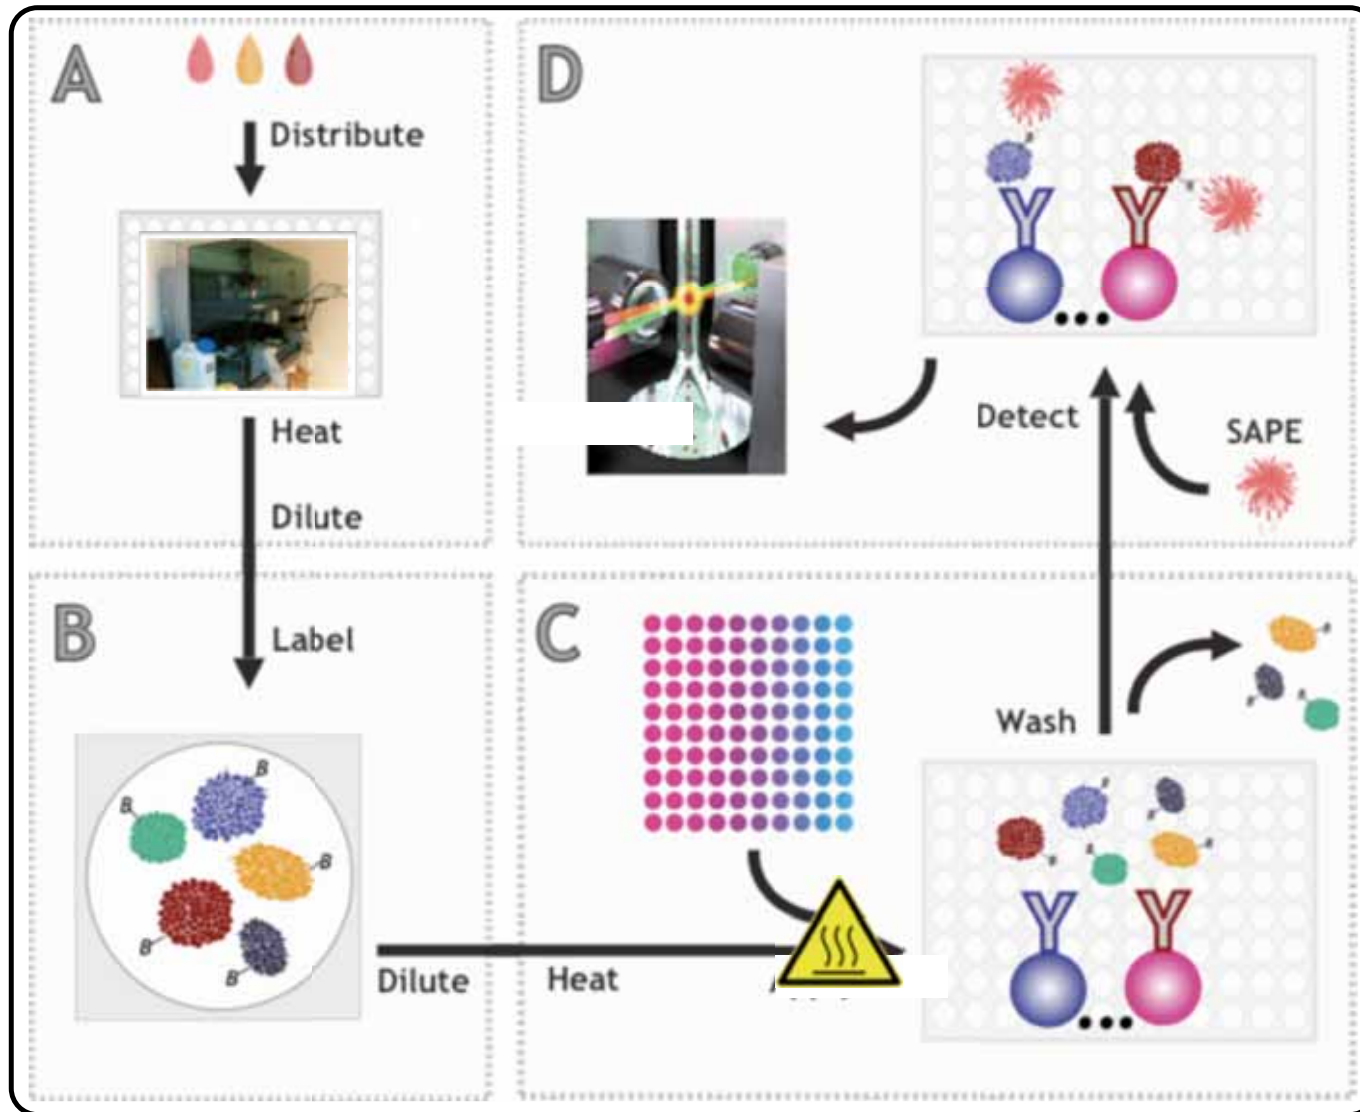 A
Distribute
Heat
Dilute
B
Label
B
B
B
B
B
Dilute
Heat
C
Wash
D
Detect
SAPE